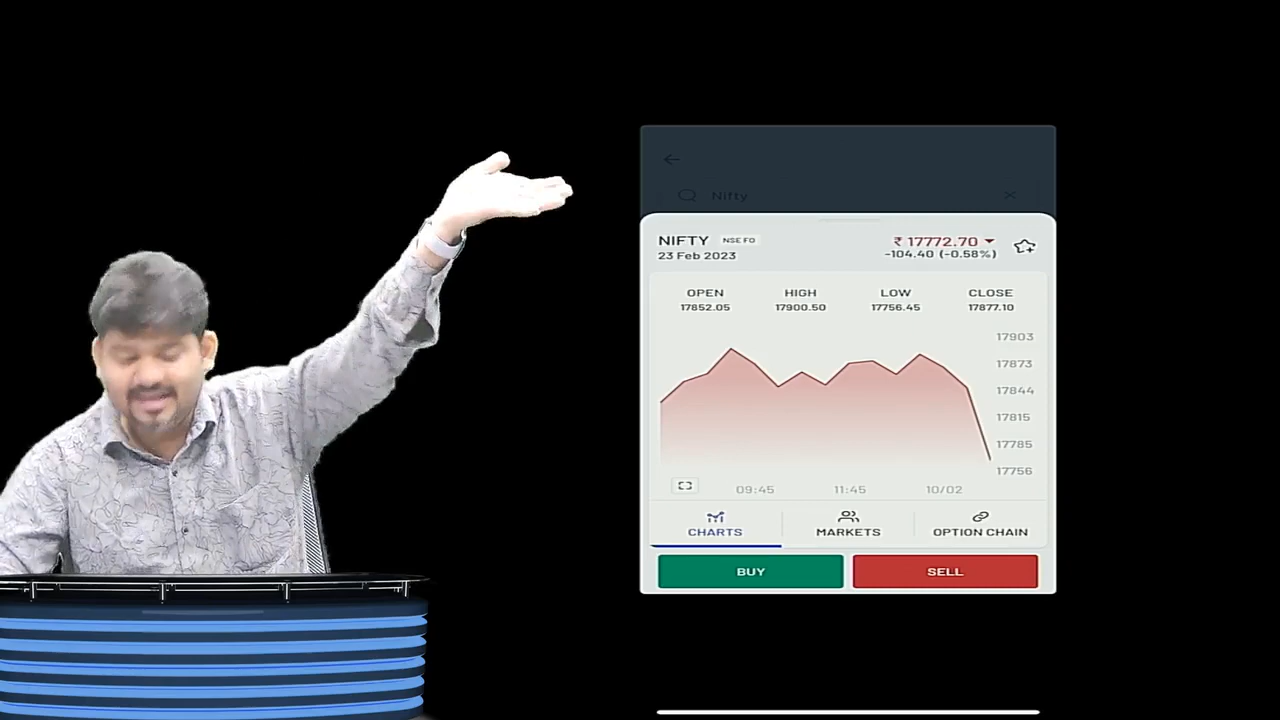 Nifty
NIFTY NSE FO
23 Feb 2023
₹ 17772.70
-104.40 (-0.58%)
OPEN HIGH LOW CLOSE
17852.05 17900.50 17756.45 17877.10
17903
17873
17844
17815
17785
17756
09:45 11:45 10/02
CHARTS MARKETS OPTION CHAIN
BUY SELL